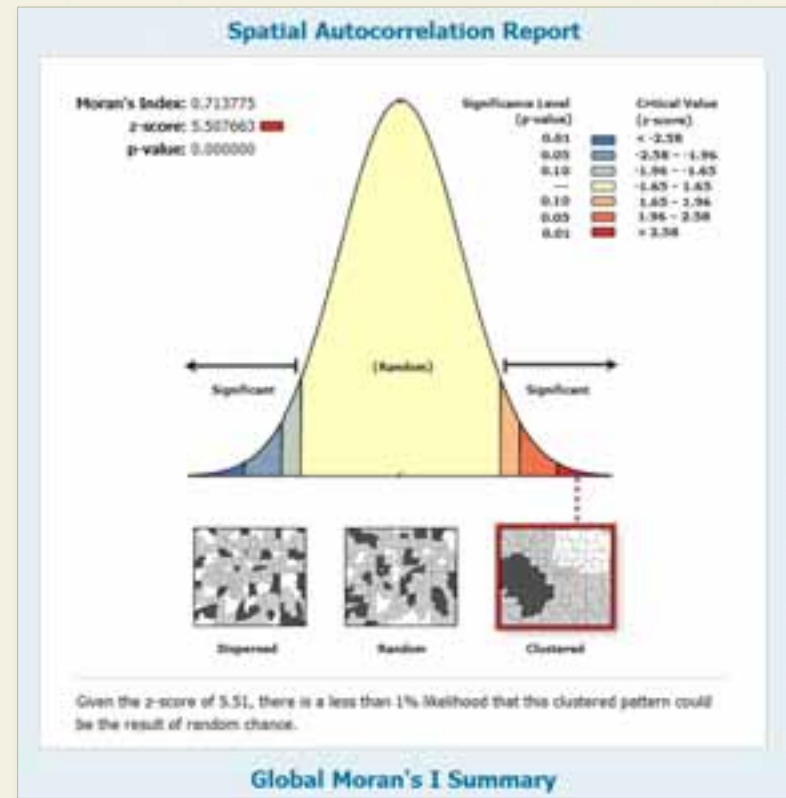 Spatial Autocorrelation Report
Moran's Index: 0.713775
z-score: 5.507663
p-value: 0.000000
Significance Level
(p-value)
Critical Value
(z-score)
0.01 < -2.58
0.05 -2.58 - -1.96
0.10 -1.96 - -1.65
— -1.65 - 1.65
0.10 1.65 - 1.96
0.05 1.96 - 2.58
0.01 > 2.58
(Random)
Significant Significant
Dispersed Random Clustered
Given the z-score of 5.51, there is a less than 1% likelihood that this clustered pattern could
be the result of random chance.
Global Moran's I Summary